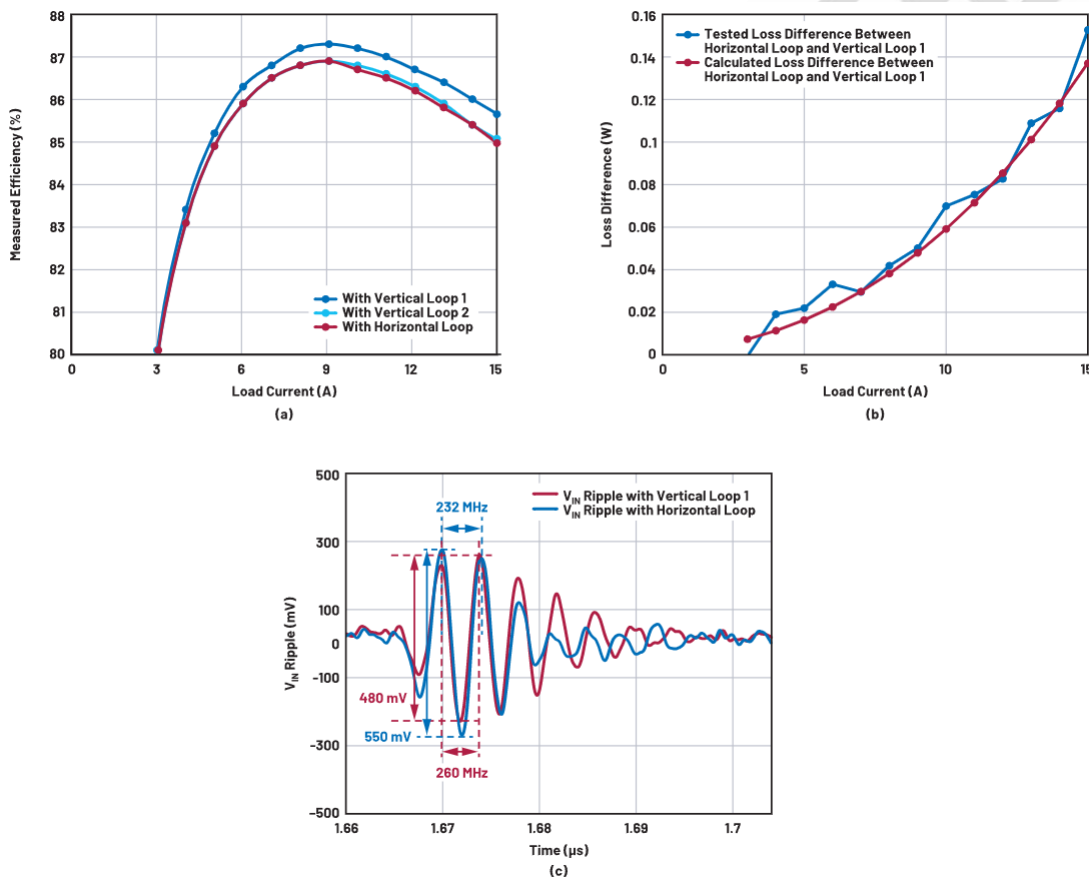 88
87
86
85
84
83
82
81
80
Measured Efficiency (%)
With Vertical Loop 1
With Vertical Loop 2
With Horizontal Loop
0
3
6
9
12
15
Load Current (A)
(a)
0.16
0.14
0.12
0.1
0.08
0.06
0.04
0.02
0
Loss Difference (W)
Tested Loss Difference Between
Horizontal Loop and Vertical Loop 1
Calculated Loss Difference Between
Horizontal Loop and Vertical Loop 1
0
5
10
15
Load Current (A)
(b)
500
300
100
0
-100
-300
-500
VIN Ripple (mV)
VIN Ripple with Vertical Loop 1
VIN Ripple with Horizontal Loop
232 MHz
480 mV
550 mV
260 MHz
1.66
1.67
1.68
1.69
1.7
Time (µs)
(c)